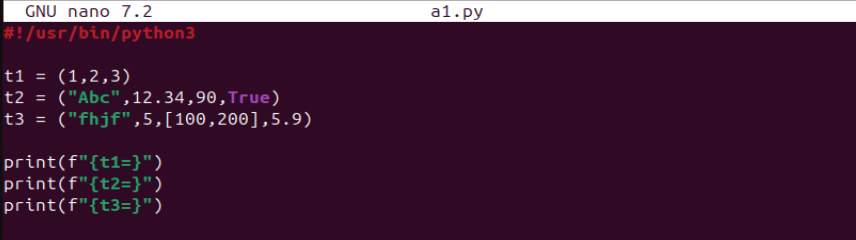 GNU nano 7.2 a1.py
#!/usr/bin/python3
t1 = (1,2,3)
t2 = ("Abc",12.34,90,True)
t3 = ("fhjf",5,[100,200],5.9)
print(f"{t1=}")
print(f"{t2=}")
print(f"{t3=}")